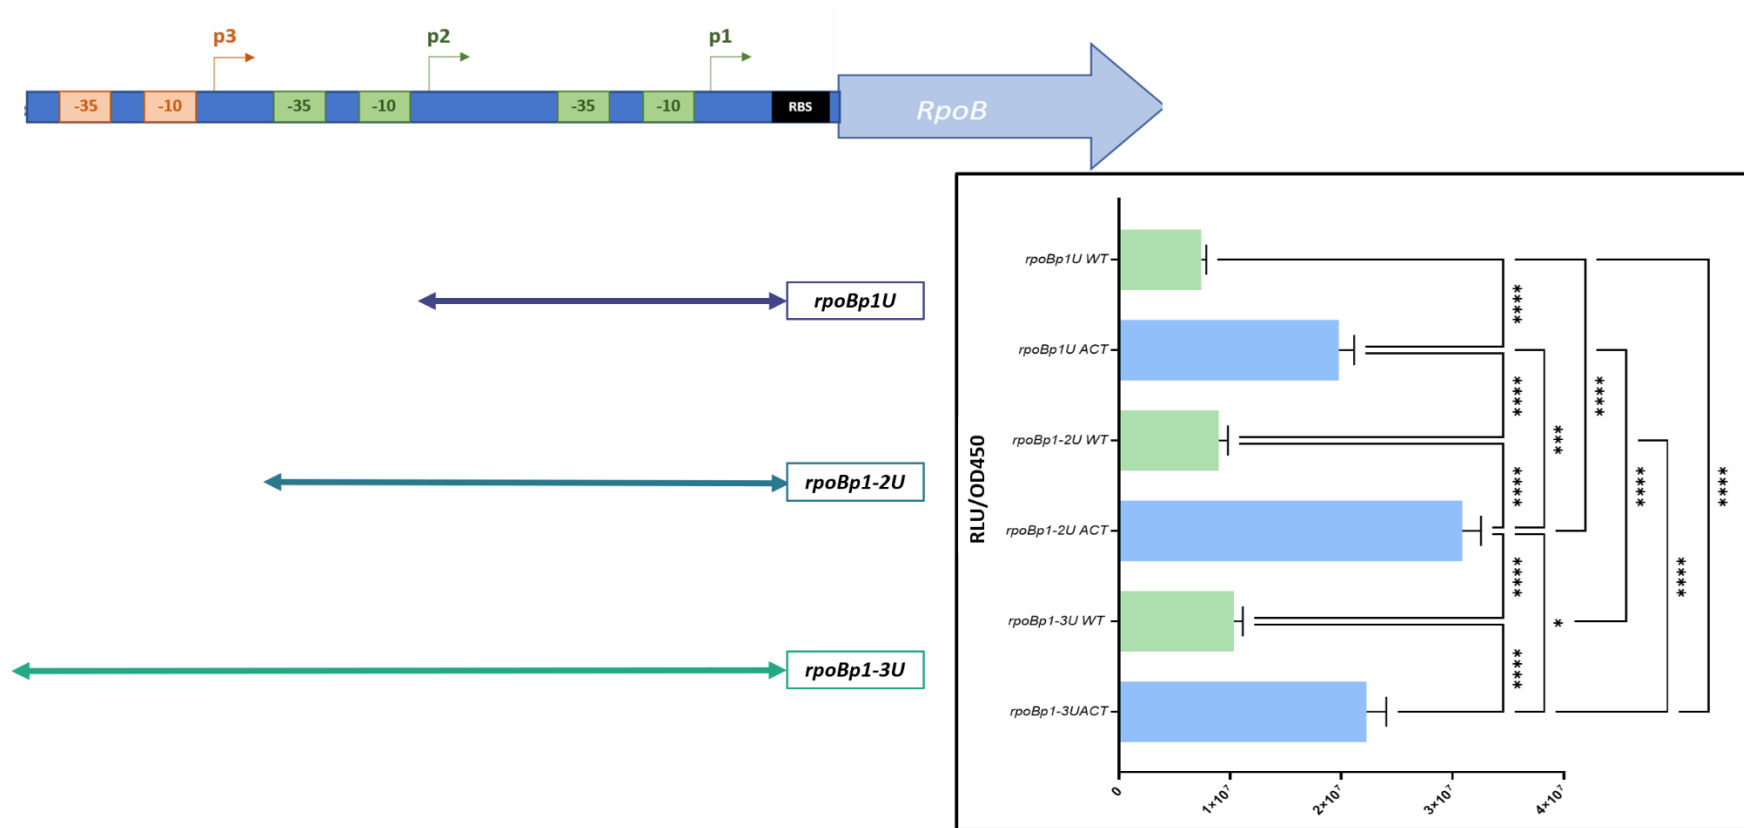 p3
p2
p1
-35
-10
-35
-10
-35
-10
RBS
RpoB
rpoBp1U
rpoBp1-2U
rpoBp1-3U
RLU/OD450
rpoBp1U WT
rpoBp1U ACT
rpoBp1-2U WT
rpoBp1-2U ACT
rpoBp1-3U WT
rpoBp1-3UACT
****
****
****
****
****
***
*
****
****
****
****
0
1×10⁷
2×10⁷
3×10⁷
4×10⁷